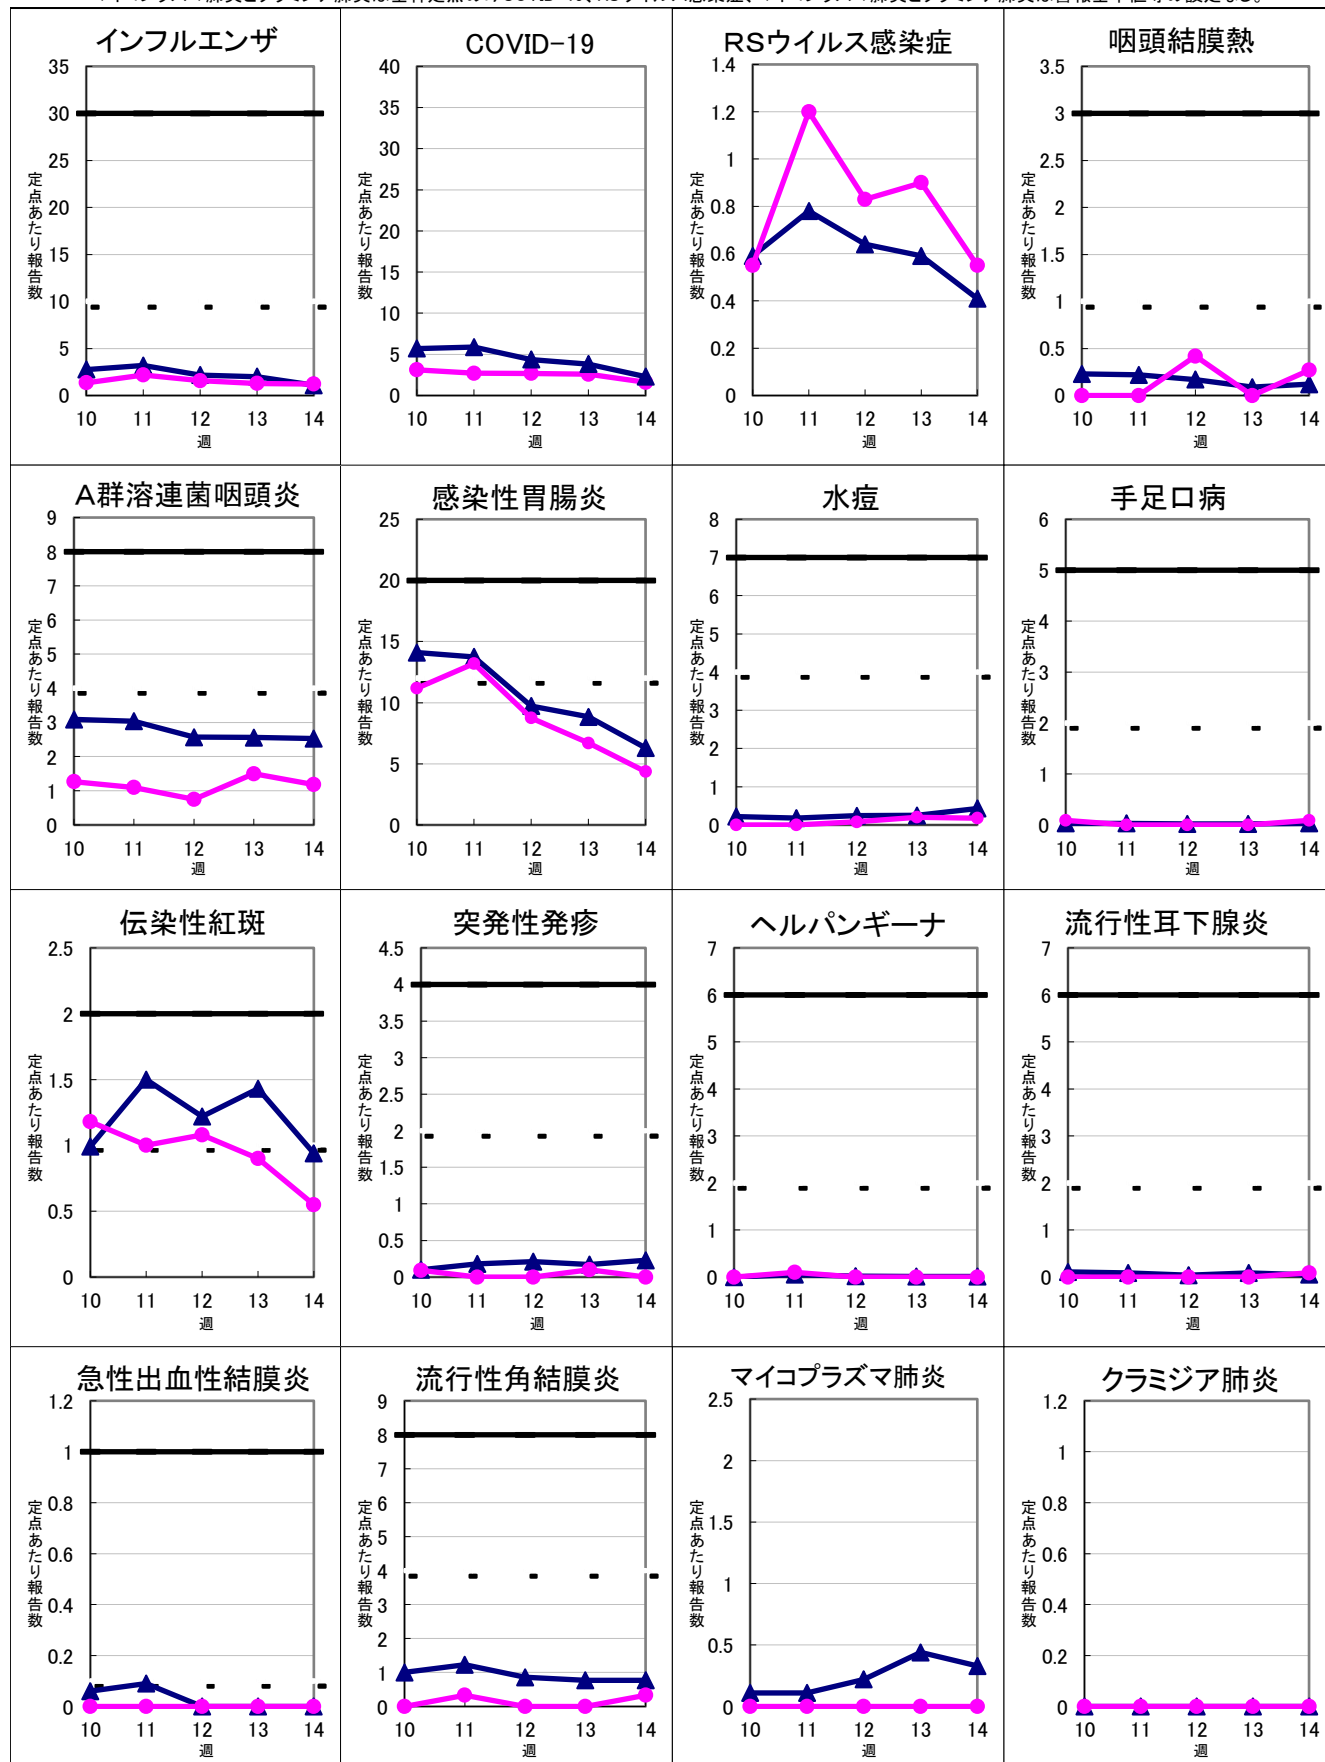 インフルエンザ
35
30
25
20
15
10
5
0
10 11 12 13 14
週
定点あたり報告数
COVID-19
40
35
30
25
20
15
10
5
0
10 11 12 13 14
週
定点あたり報告数
RSウイルス感染症
1.4
1.2
1
0.8
0.6
0.4
0.2
0
10 11 12 13 14
週
定点あたり報告数
咽頭結膜熱
3.5
3
2.5
2
1.5
1
0.5
0
10 11 12 13 14
週
定点あたり報告数
A群溶連菌咽頭炎
9
8
7
6
5
4
3
2
1
0
10 11 12 13 14
週
定点あたり報告数
感染性胃腸炎
25
20
15
10
5
0
10 11 12 13 14
週
定点あたり報告数
水痘
8
7
6
5
4
3
2
1
0
10 11 12 13 14
週
定点あたり報告数
手足口病
6
5
4
3
2
1
0
10 11 12 13 14
週
定点あたり報告数
伝染性紅斑
2.5
2
1.5
1
0.5
0
10 11 12 13 14
週
定点あたり報告数
突発性発疹
4.5
4
3.5
3
2.5
2
1.5
1
0.5
0
10 11 12 13 14
週
定点あたり報告数
ヘルパンギーナ
7
6
5
4
3
2
1
0
10 11 12 13 14
週
定点あたり報告数
流行性耳下腺炎
7
6
5
4
3
2
1
0
10 11 12 13 14
週
定点あたり報告数
急性出血性結膜炎
1.2
1
0.8
0.6
0.4
0.2
0
10 11 12 13 14
週
定点あたり報告数
流行性角結膜炎
9
8
7
6
5
4
3
2
1
0
10 11 12 13 14
週
定点あたり報告数
マイコプラズマ肺炎
2.5
2
1.5
1
0.5
0
10 11 12 13 14
週
定点あたり報告数
クラミジア肺炎
1.2
1
0.8
0.6
0.4
0.2
0
10 11 12 13 14
週
定点あたり報告数